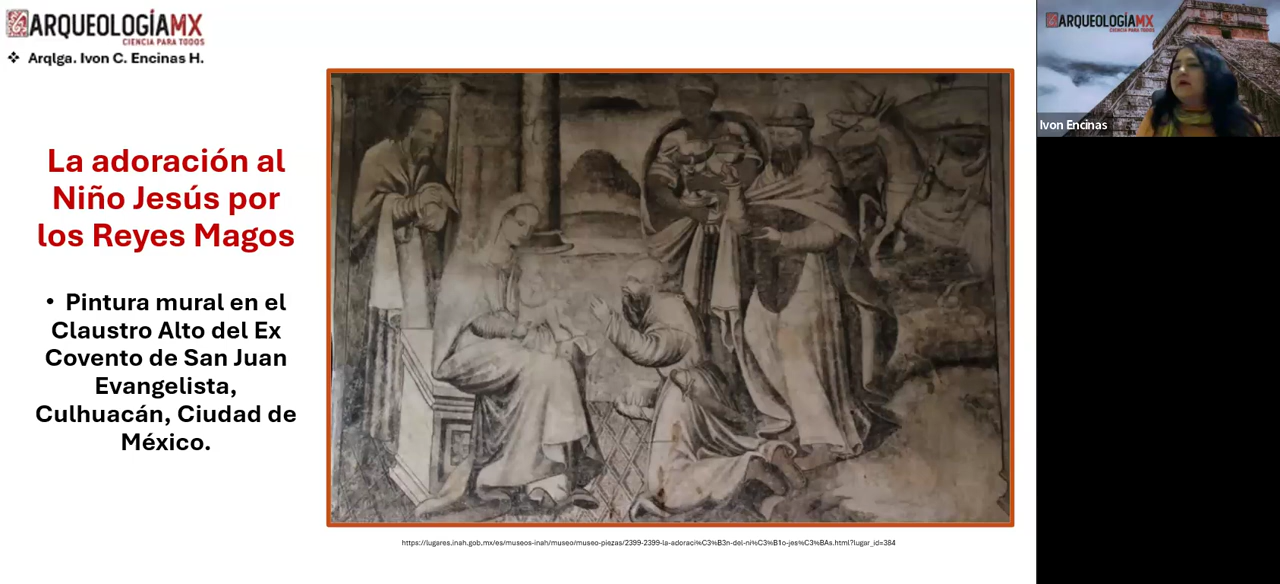 ARQUEOLOGÍAMX
CIENCIA PARA TODOS
❖ Arqlga. Ivon C. Encinas H.
La adoración al
Niño Jesús por
los Reyes Magos
• Pintura mural en el
Claustro Alto del Ex
Covento de San Juan
Evangelista,
Culhuacán, Ciudad de
México.
https://lugares.inah.gob.mx/es/museos-inah/museo/museo-piezas/2399-2399-la-adoraci%C3%B3n-del-ni%C3%B1o-jes%C3%BAs.html?lugar_id=384
ARQUEOLOGÍAMX
CIENCIA PARA TODOS
Ivon Encinas